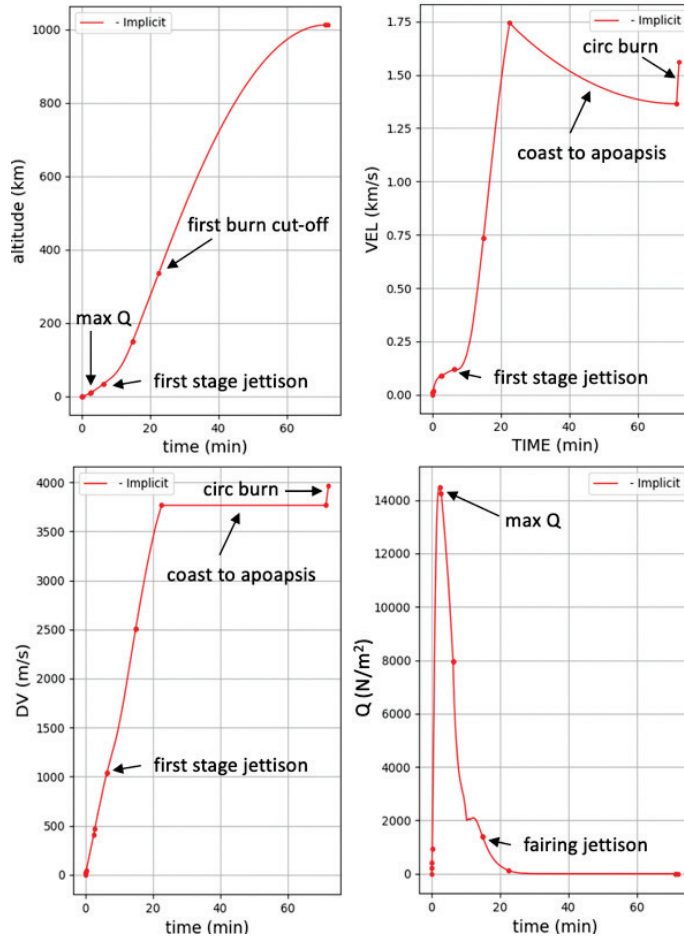 - Implicit
1000
800
600
400
200
0
altitude (km)
first burn cut-off
max Q
first stage jettison
0
20
40
60
time (min)
- Implicit
1.75
1.50
1.25
1.00
0.75
0.50
0.25
0.00
VEL (km/s)
circ burn
coast to apoapsis
first stage jettison
0
20
40
60
TIME (min)
- Implicit
4000
3500
3000
2500
2000
1500
1000
500
0
DV (m/s)
circ burn
coast to apoapsis
first stage jettison
0
20
40
60
time (min)
- Implicit
14000
12000
10000
8000
6000
4000
2000
0
Q (N/m²)
max Q
fairing jettison
0
20
40
60
TIME (min)